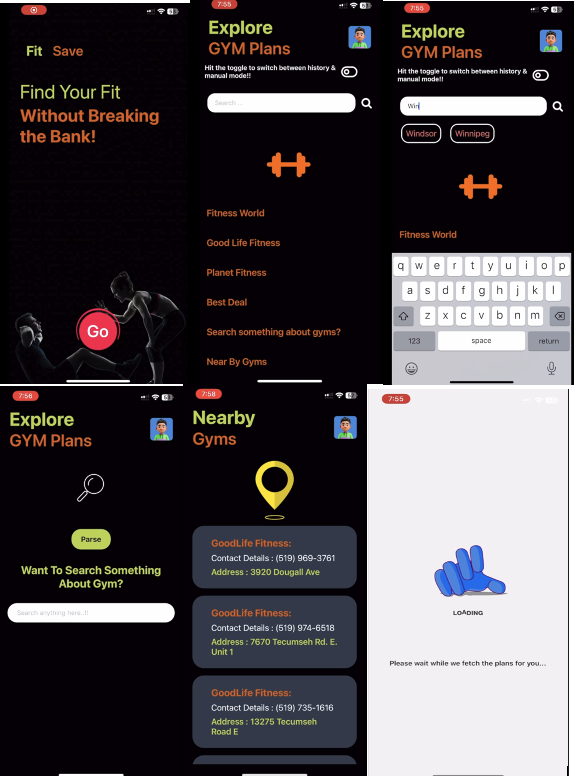 Fit Save
Find Your Fit
Without Breaking
the Bank!
Go
7:55
Explore
GYM Plans
Hit the toggle to switch between history &
manual mode!!
Search ...
Fitness World
Good Life Fitness
Planet Fitness
Best Deal
Search something about gyms?
Near By Gyms
7:55
Explore
GYM Plans
Hit the toggle to switch between history &
manual mode!!
Win
Windsor Winnipeg
Fitness World
q w e r t y u i o p
a s d f g h j k l
z x c v b n m
123 space return
7:56
Explore
GYM Plans
Parse
Want To Search Something
About Gym?
Search anything here..!!
7:58
Nearby
Gyms
GoodLife Fitness:
Contact Details : (519) 969-3761
Address : 3920 Dougall Ave
GoodLife Fitness:
Contact Details : (519) 974-6518
Address : 7670 Tecumseh Rd. E.
Unit 1
GoodLife Fitness:
Contact Details : (519) 735-1616
Address : 13275 Tecumseh
Road E
7:55
LOADING
Please wait while we fetch the plans for you...